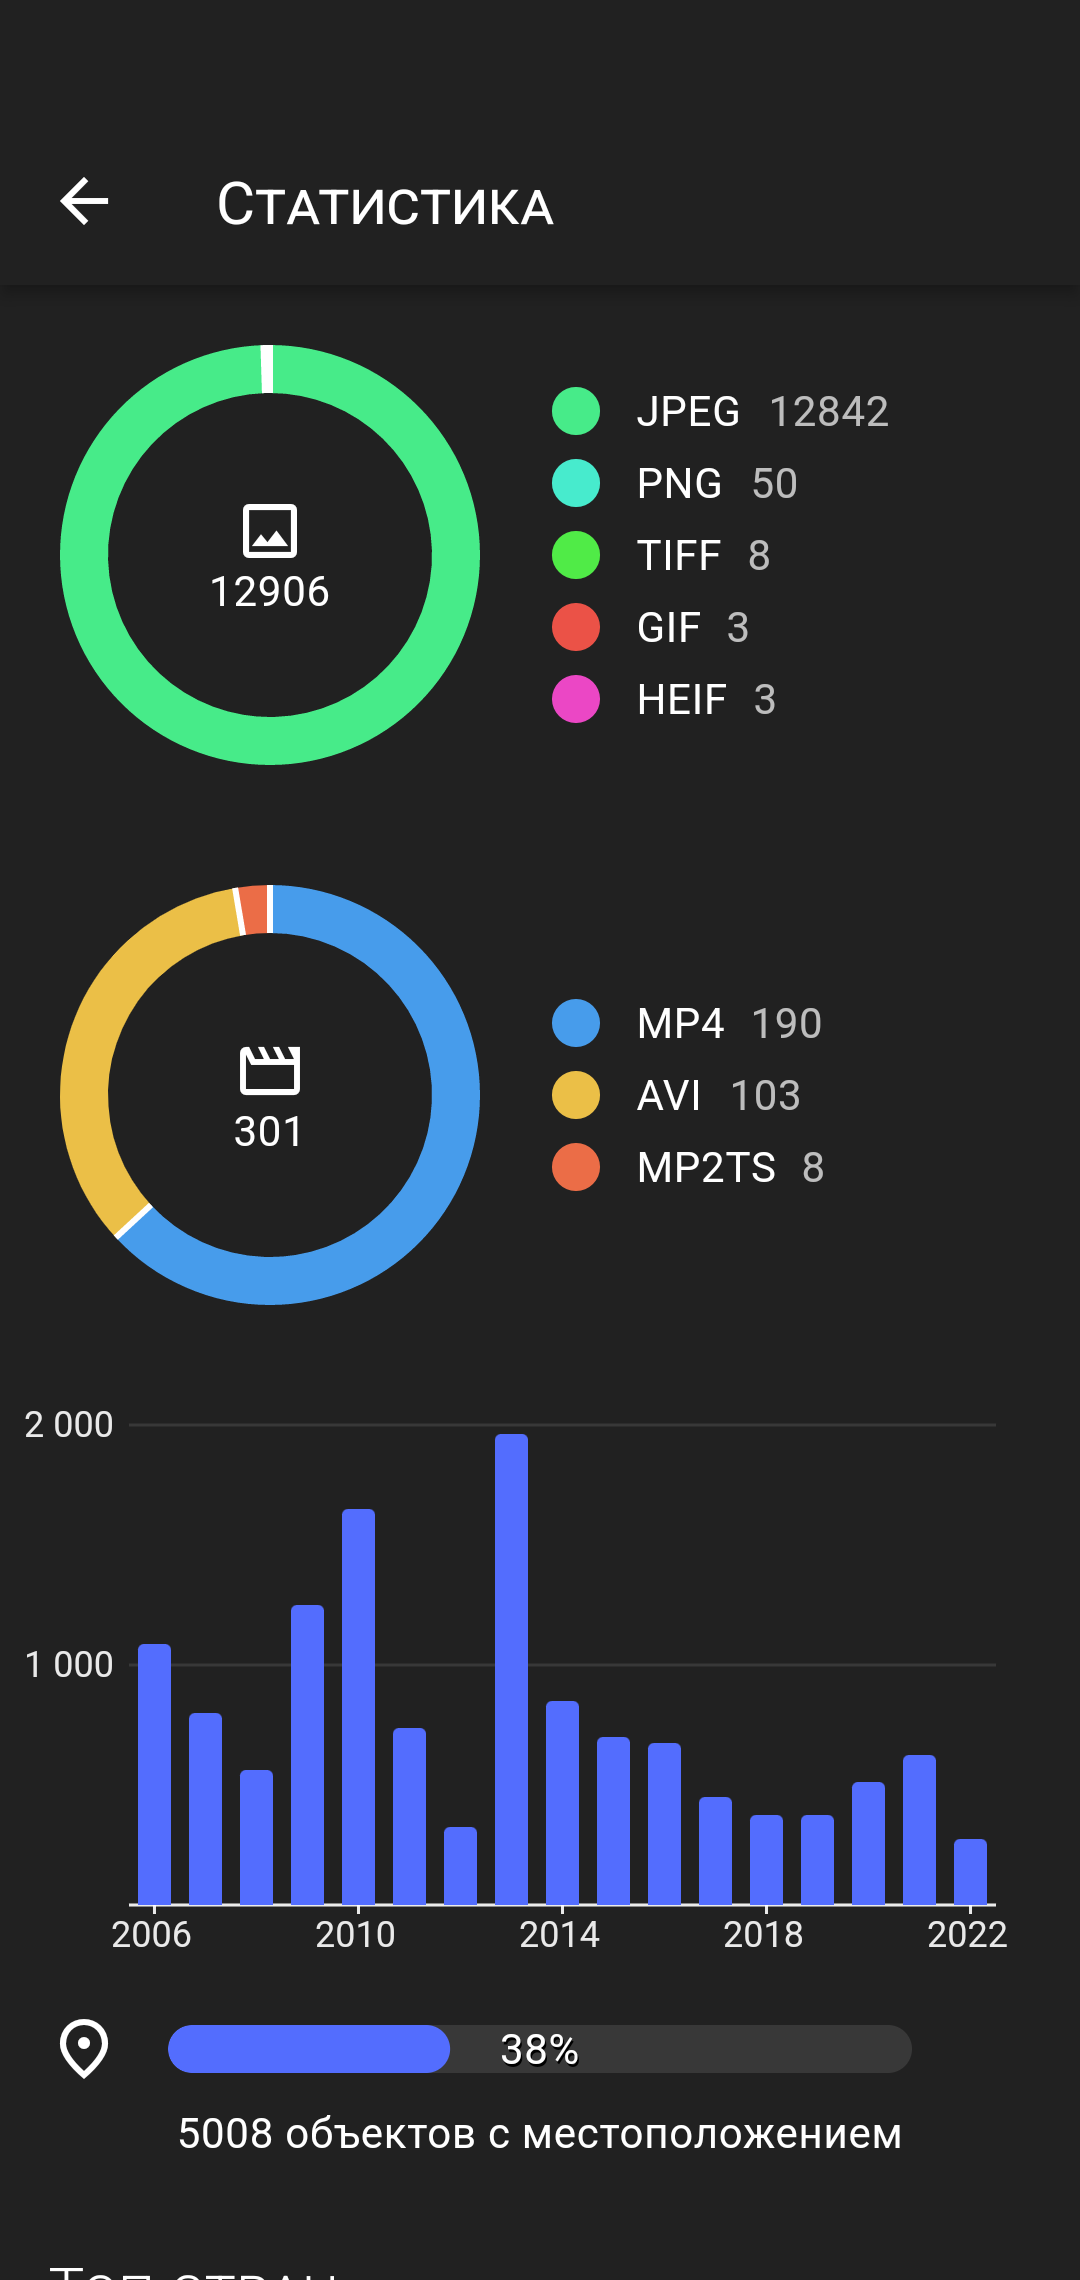 Статистика
12906
JPEG 12842
PNG 50
TIFF 8
GIF 3
HEIF 3
301
MP4 190
AVI 103
MP2TS 8
2 000
1 000
2006 2010 2014 2018 2022
38%
5008 объектов с местоположением
Топ стран